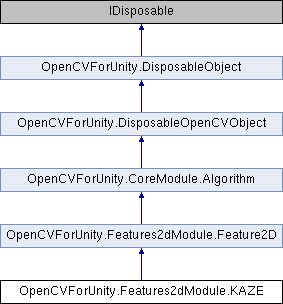 IDisposable
OpenCVForUnity.DisposableObject
OpenCVForUnity.DisposableOpenCVObject
OpenCVForUnity.CoreModule.Algorithm
OpenCVForUnity.Features2dModule.Feature2D
OpenCVForUnity.Features2dModule.KAZE